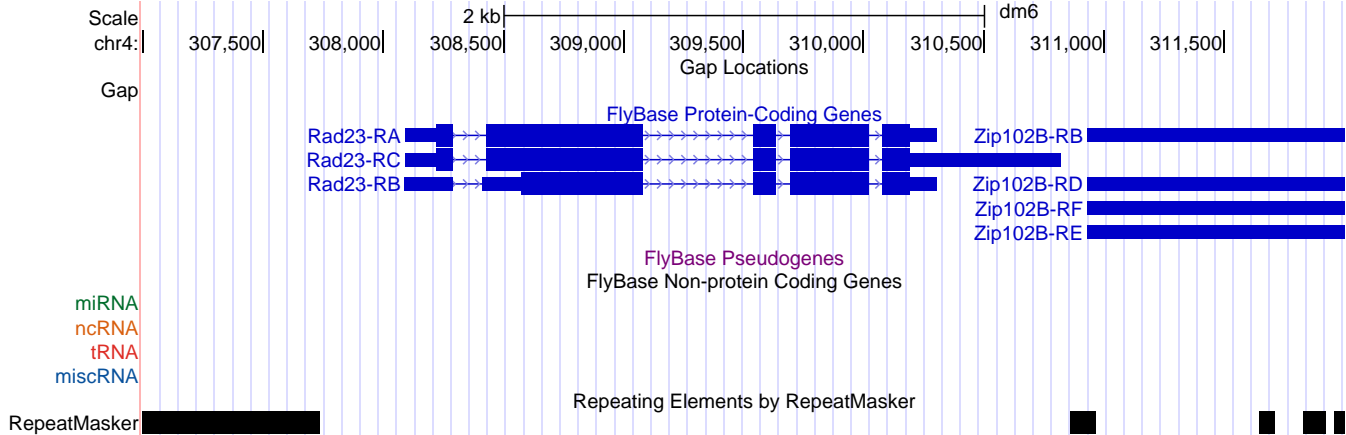 Scale 2 kb dm6
chr4: 307,500 308,000 308,500 309,000 309,500 310,000 310,500 311,000 311,500
Gap Locations
Gap
FlyBase Protein-Coding Genes
Rad23-RA Zip102B-RB
Rad23-RC
Rad23-RB Zip102B-RD
Zip102B-RF
Zip102B-RE
FlyBase Pseudogenes
FlyBase Non-protein Coding Genes
miRNA
ncRNA
tRNA
miscRNA
Repeating Elements by RepeatMasker
RepeatMasker